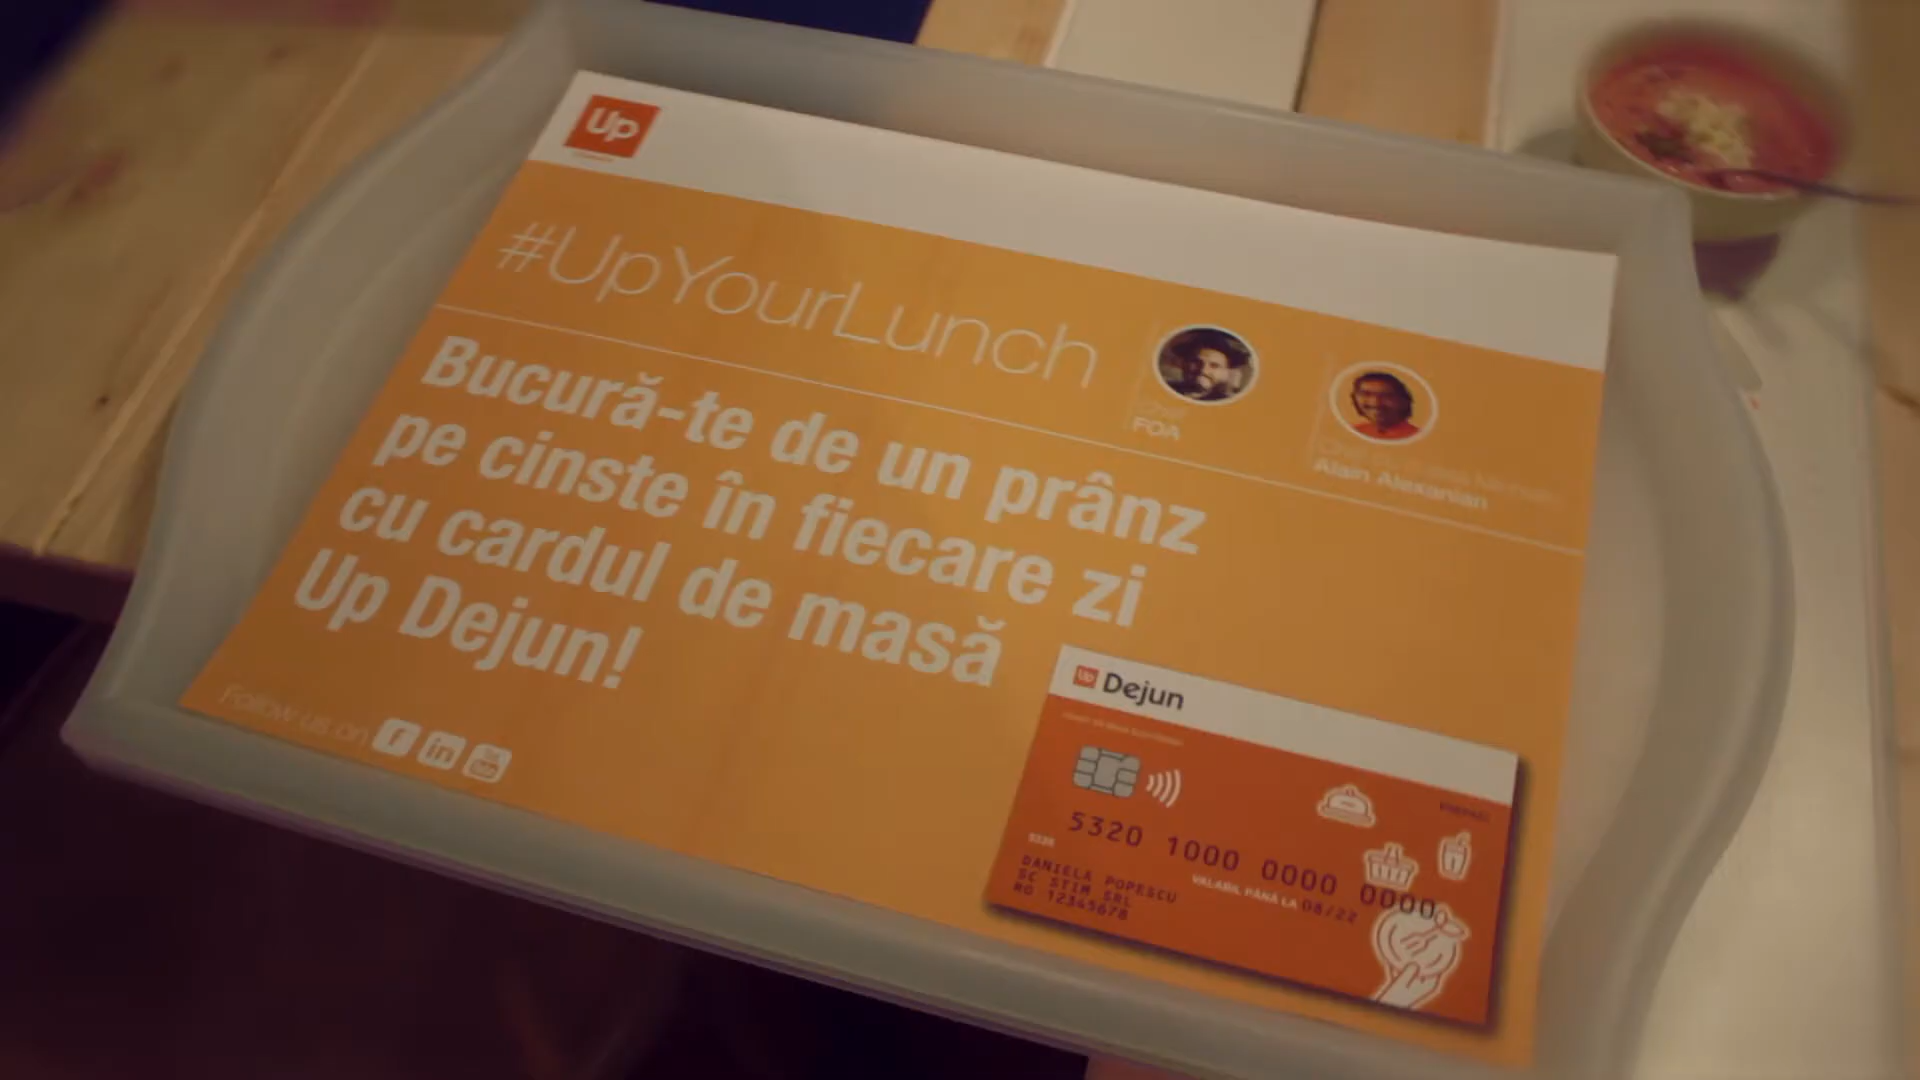 Up
#UpYourLunch
Chef
FOA
Alain Alexanian
Bucură-te de un prânz
pe cinste în fiecare zi
cu cardul de masă
Up Dejun!
Follow us on
Up Dejun
5320 1000 0000 0000
5320
VALABIL PÂNĂ LA 08/22
DANIELA POPESCU
SC STIM SRL
RO 12345678